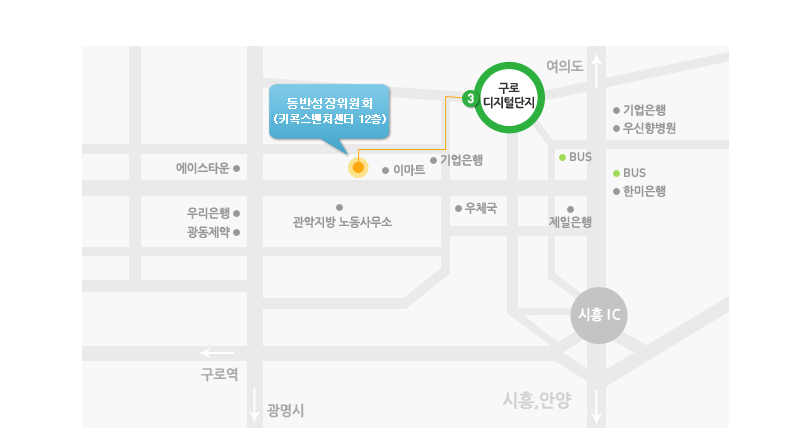 여의도
구로
디지털단지
3
동반성장위원회
(키콕스벤처센터 12층)
기업은행
우신향병원
BUS
기업은행
이마트
에이스타운
BUS
한미은행
우리은행
광동제약
관악지방 노동사무소
우체국
제일은행
시흥 IC
구로역
광명시
시흥,안양